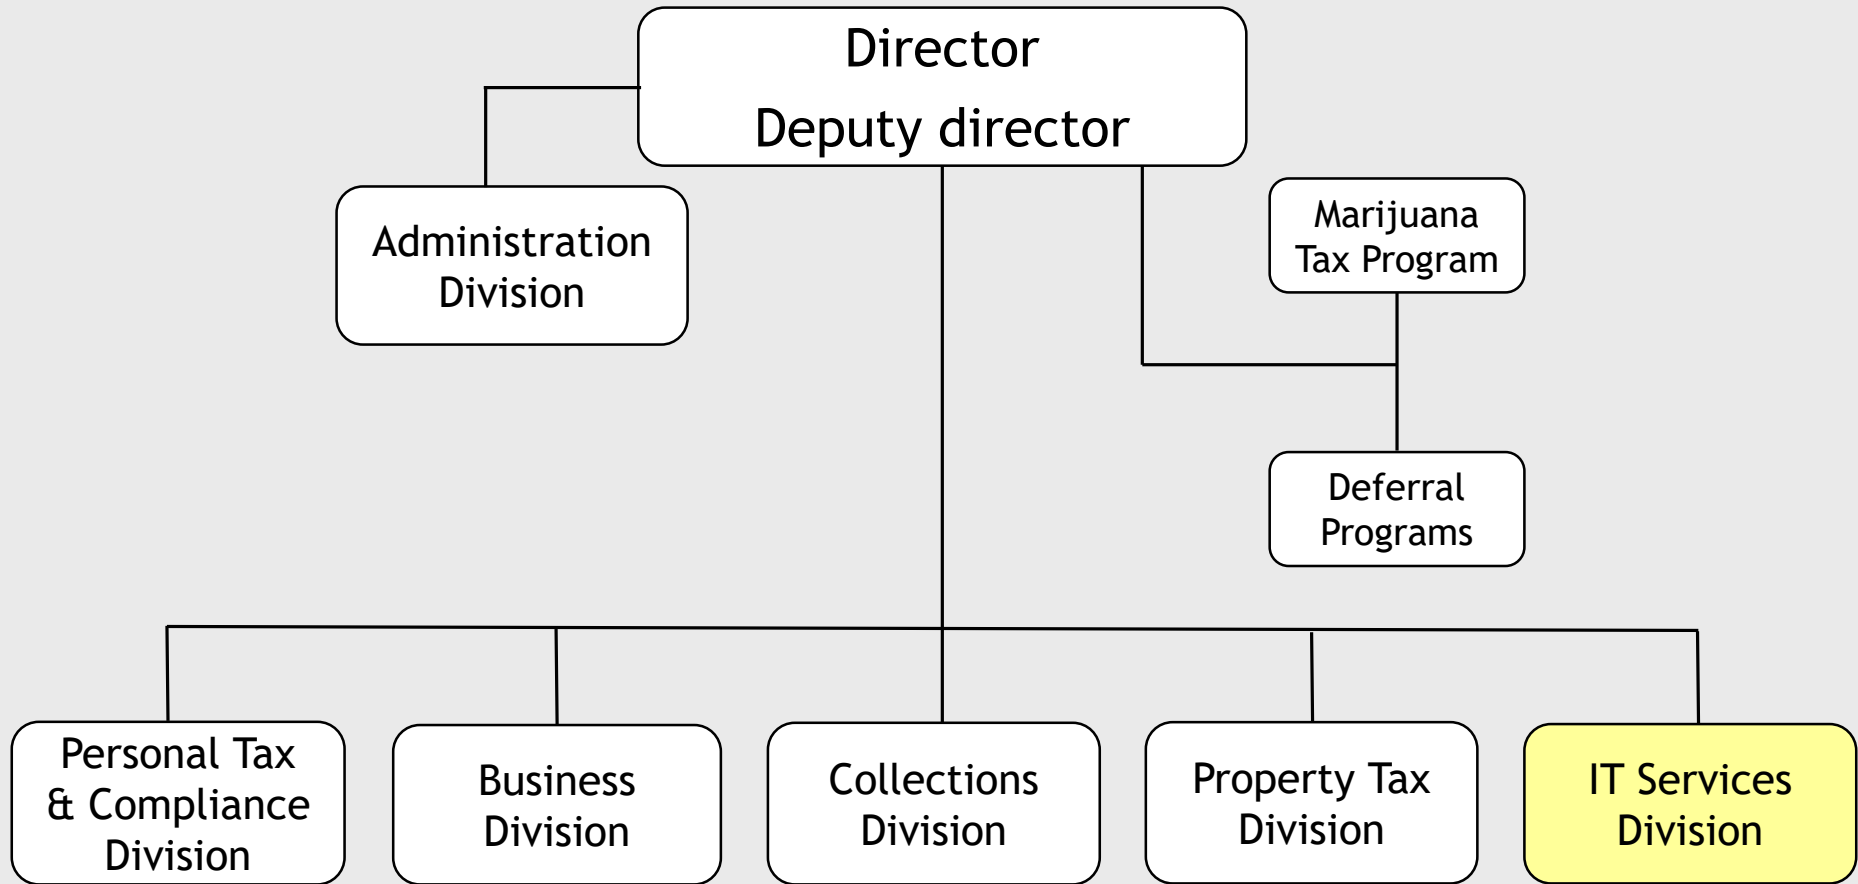 Director
Deputy director
Administration
Division
Marijuana
Tax Program
Deferral
Programs
Personal Tax
& Compliance
Division
Business
Division
Collections
Division
Property Tax
Division
IT Services
Division